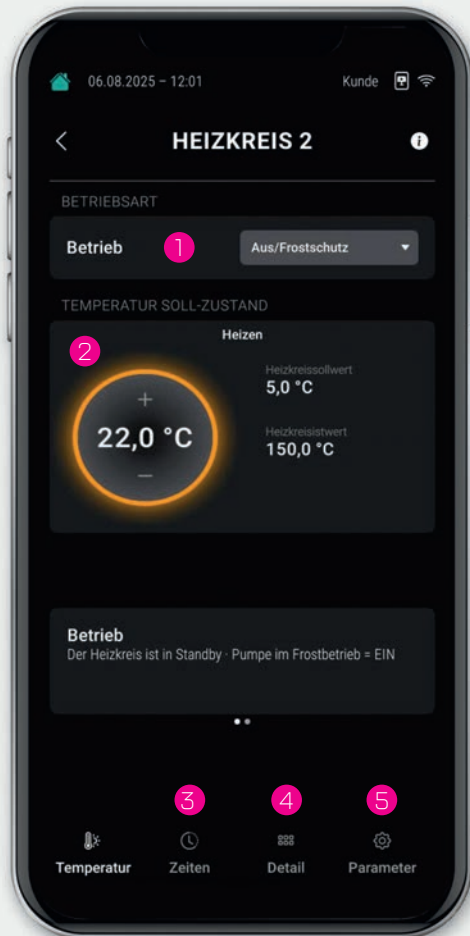 06.08.2025 – 12:01 Kunde
HEIZKREIS 2
BETRIEBSART
Betrieb 1 Aus/Frostschutz
TEMPERATUR SOLL-ZUSTAND
2 Heizen
22,0 °C
Heizkreissollwert
5,0 °C
Heizkreisistwert
150,0 °C
Betrieb
Der Heizkreis ist in Standby · Pumpe im Frostbetrieb = EIN
3 4 5
Temperatur Zeiten Detail Parameter